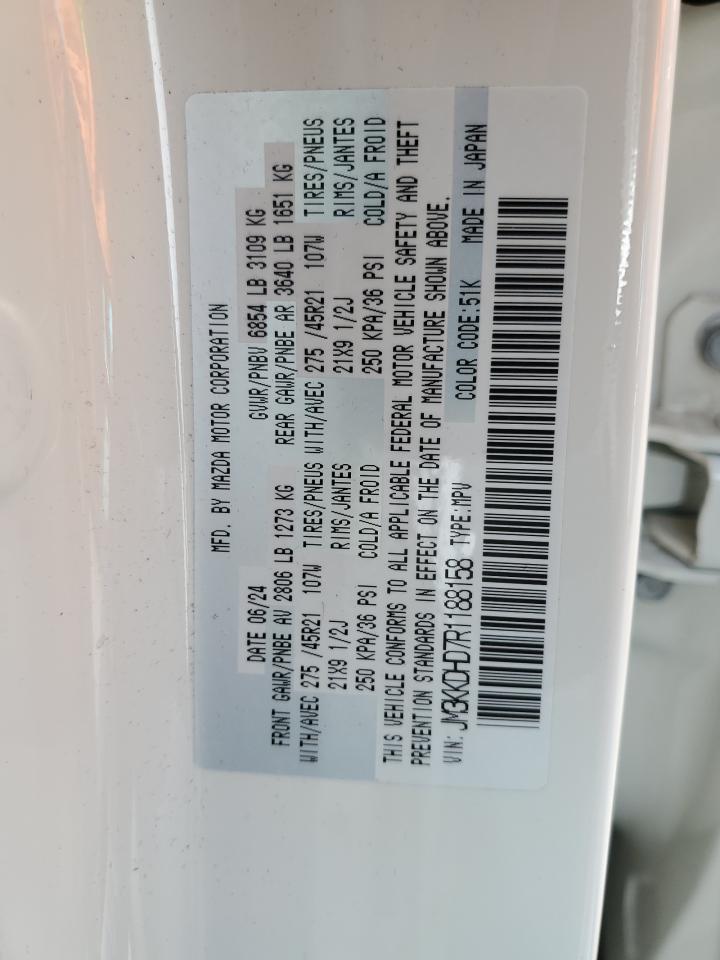 MFD. BY MAZDA MOTOR CORPORATION
DATE 06/24 GVWR/PNBV 6854 LB 3109 KG
FRONT GAWR/PNBE AV 2806 LB 1273 KG REAR GAWR/PNBE AR 3640 LB 1651 KG
WITH/AVEC 275 /45R21 107W TIRES/PNEUS WITH/AVEC 275 /45R21 107W TIRES/PNEUS
21X9 1/2J RIMS/JANTES 21X9 1/2J RIMS/JANTES
250 KPA/36 PSI COLD/A FROID 250 KPA/36 PSI COLD/A FROID
THIS VEHICLE CONFORMS TO ALL APPLICABLE FEDERAL MOTOR VEHICLE SAFETY AND THEFT
PREVENTION STANDARDS IN EFFECT ON THE DATE OF MANUFACTURE SHOWN ABOVE.
VIN: JM3KKDHD7R1188158 TYPE:MPV COLOR CODE:51K MADE IN JAPAN